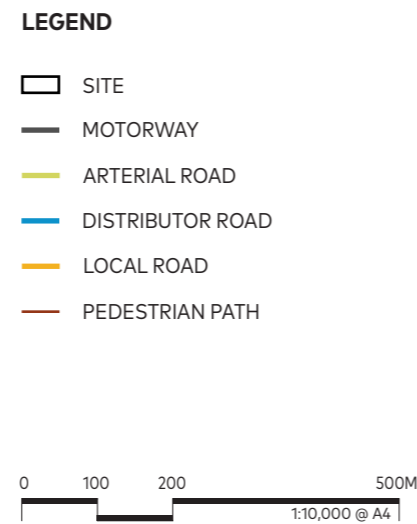 LEGEND
SITE
MOTORWAY
ARTERIAL ROAD
DISTRIBUTOR ROAD
LOCAL ROAD
PEDESTRIAN PATH
0 100 200 500M
1:10,000 @ A4